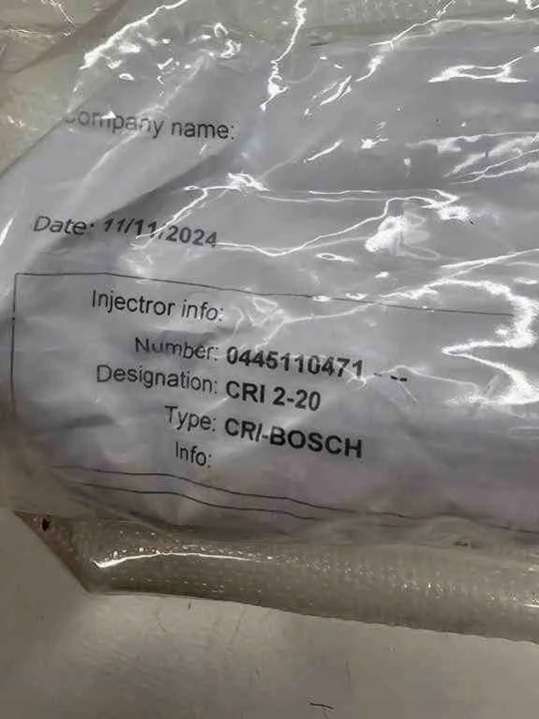 Company name:
Date: 11/11/2024
Injectror info:
Number: 0445110471 - --
Designation: CRI 2-20
Type: CRI-BOSCH
Info: